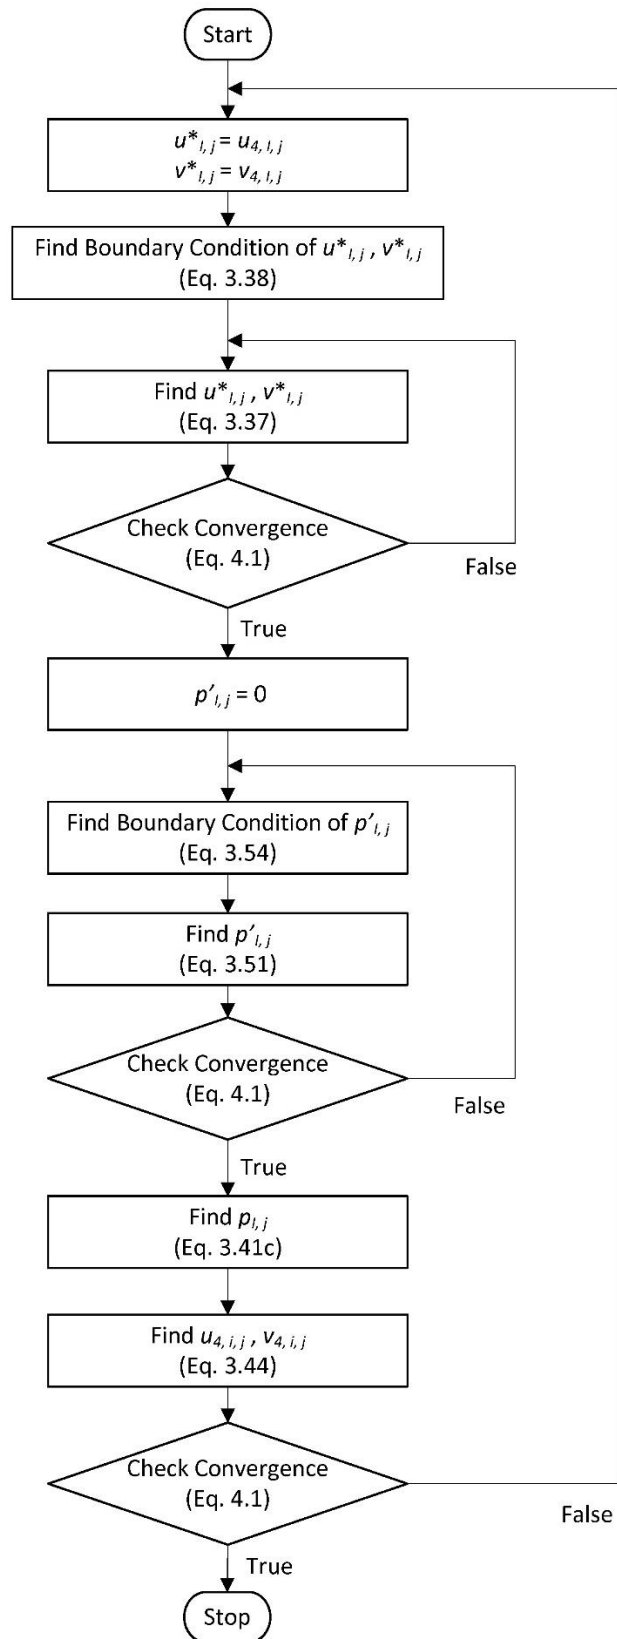 Start
u*i, j = u4, i, j
v*i, j = v4, i, j
Find Boundary Condition of u*i, j , v*i, j
(Eq. 3.38)
Find u*i, j , v*i, j
(Eq. 3.37)
Check Convergence
(Eq. 4.1)
False
True
p′i, j = 0
Find Boundary Condition of p′i, j
(Eq. 3.54)
Find p′i, j
(Eq. 3.51)
Check Convergence
(Eq. 4.1)
False
True
Find pi, j
(Eq. 3.41c)
Find u4, i, j , v4, i, j
(Eq. 3.44)
Check Convergence
(Eq. 4.1)
False
True
Stop